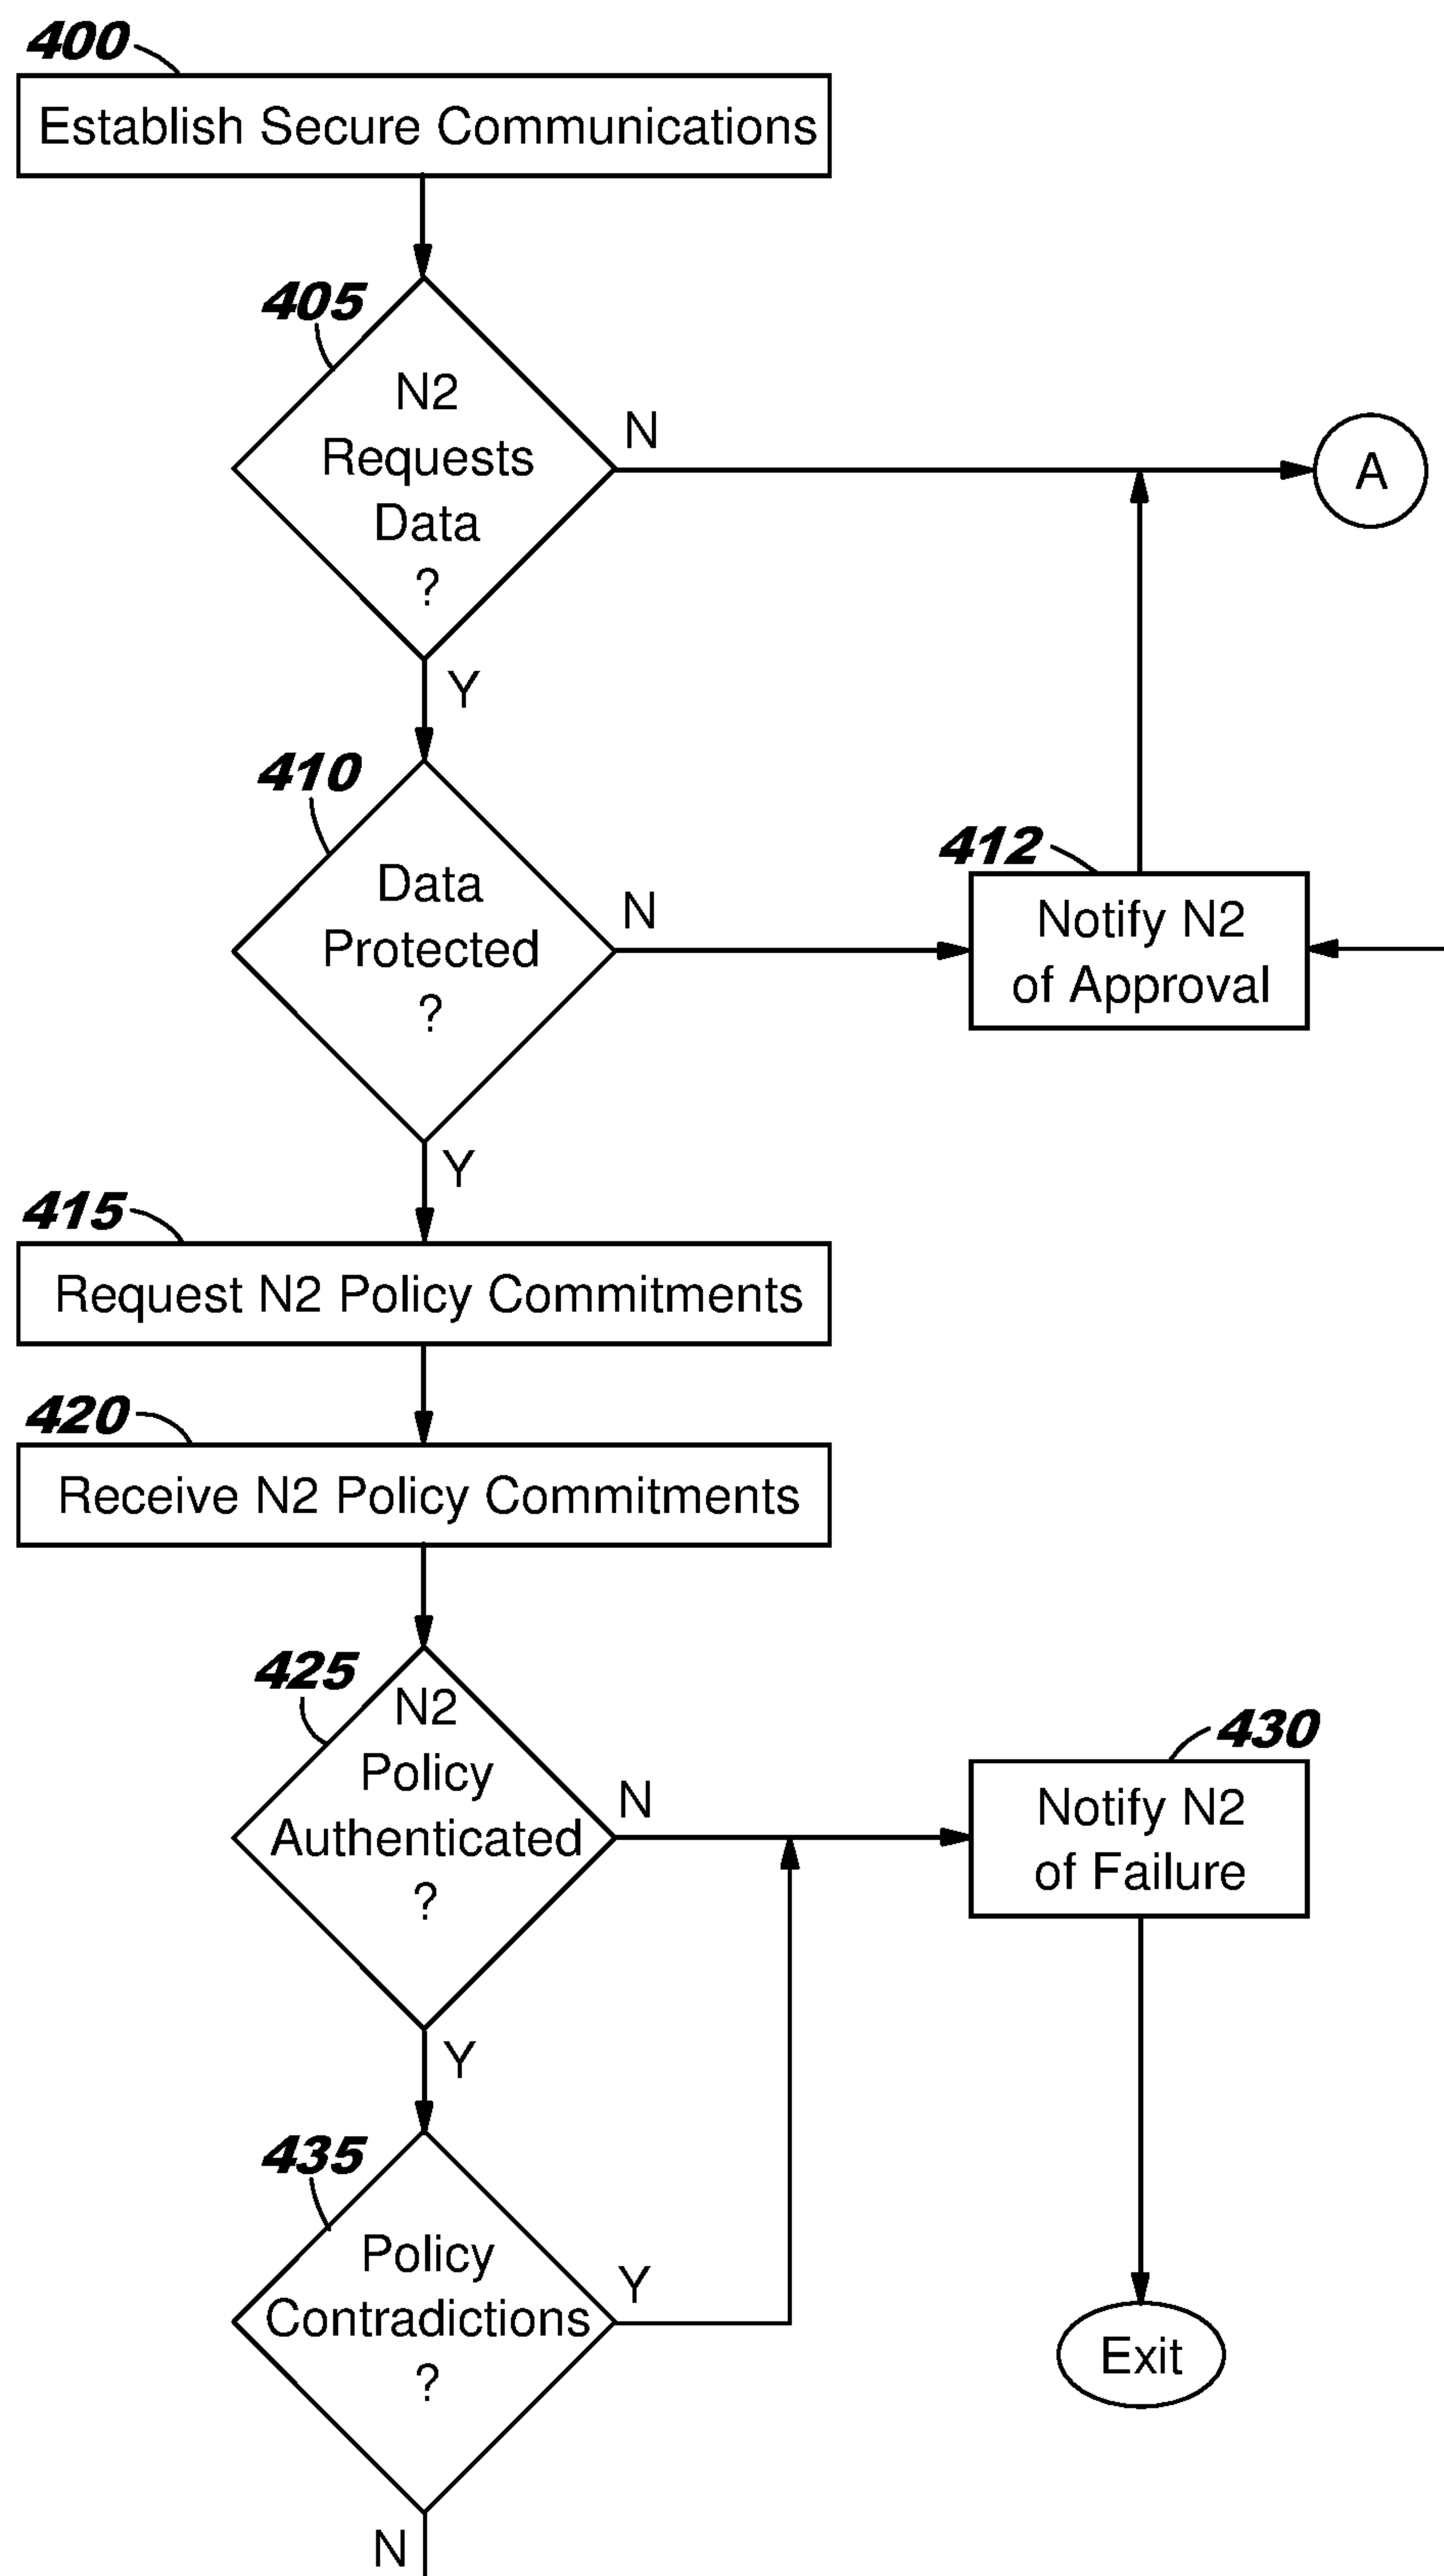 400
Establish Secure Communications
405
N2
Requests
Data
?
N
A
Y
410
Data
Protected
?
N
412
Notify N2
of Approval
Y
415
Request N2 Policy Commitments
420
Receive N2 Policy Commitments
425
N2
Policy
Authenticated
?
N
430
Notify N2
of Failure
Y
435
Policy
Contradictions
?
Y
Exit
N